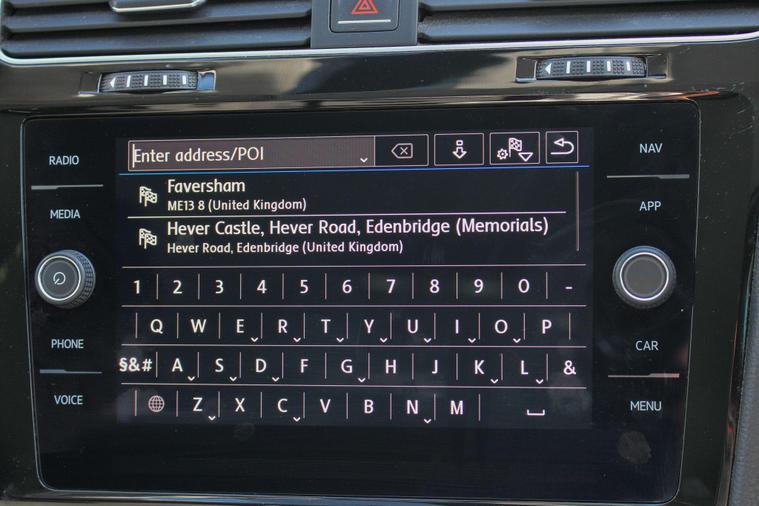 RADIO
MEDIA
PHONE
VOICE
Enter address/POI
Faversham
ME13 8 (United Kingdom)
Hever Castle, Hever Road, Edenbridge (Memorials)
Hever Road, Edenbridge (United Kingdom)
1 2 3 4 5 6 7 8 9 0 -
Q W E R T Y U I O P
§&# A S D F G H J K L &
Z X C V B N M
NAV
APP
CAR
MENU